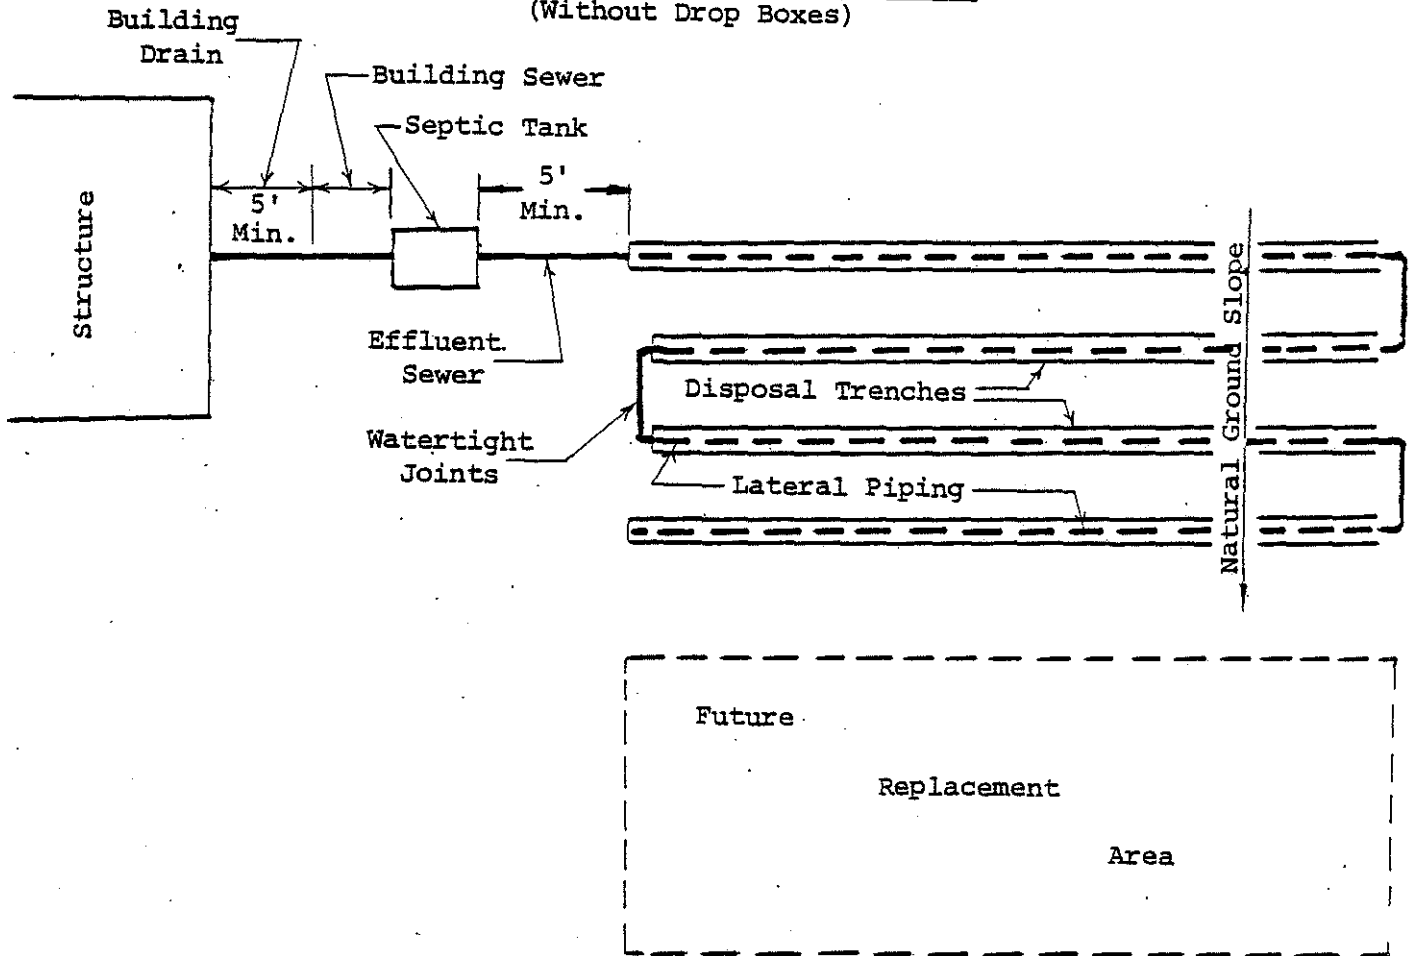 (Without Drop Boxes)
Building
Drain
Building Sewer
Septic Tank
5'
Min.
5'
Min.
Structure
Effluent
Sewer
Natural Ground Slope
Disposal Trenches
Watertight
Joints
Lateral Piping
Future
Replacement
Area